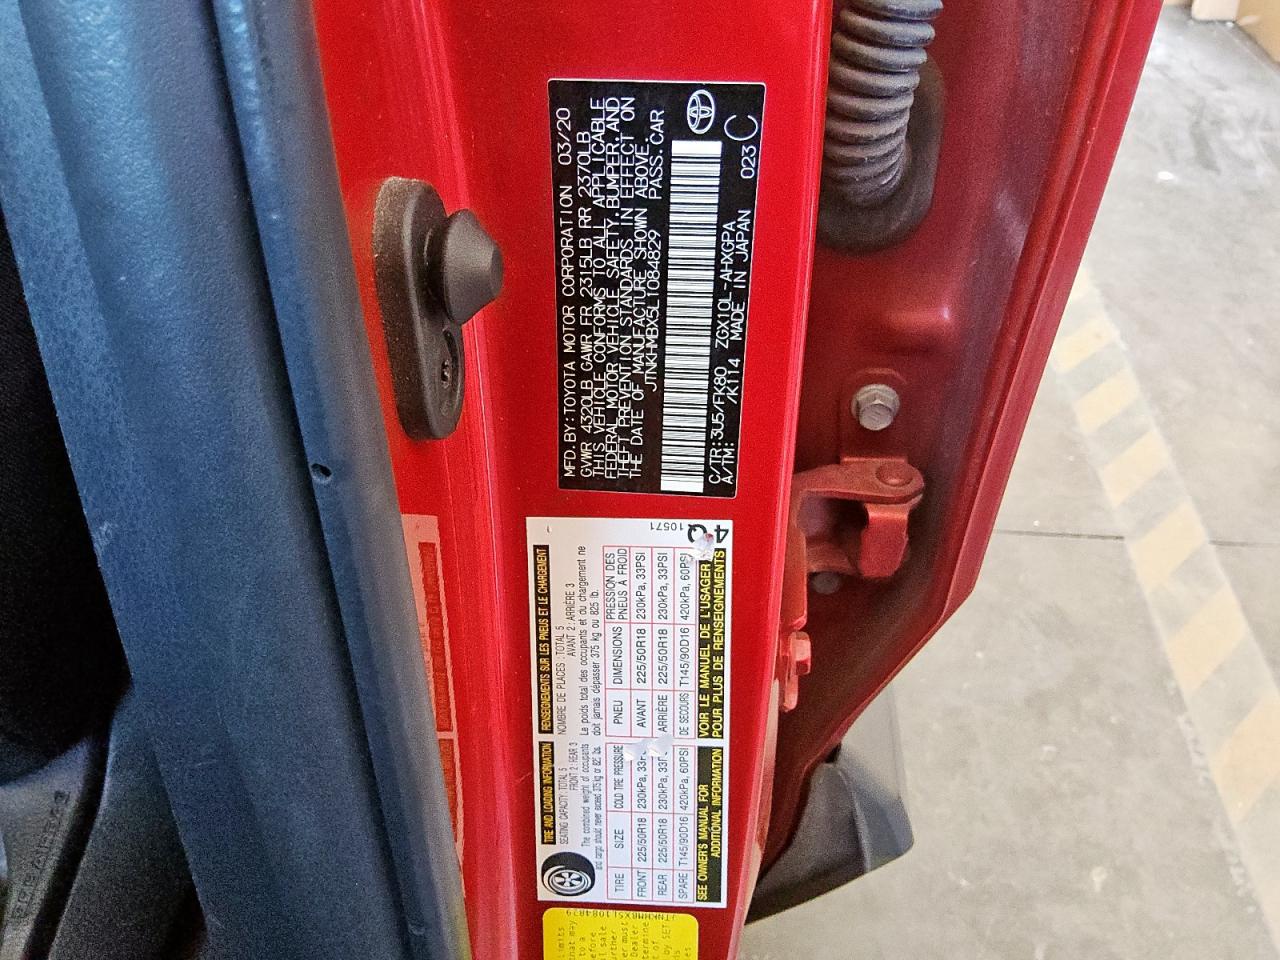 MFD.BY:TOYOTA MOTOR CORPORATION 03/20
GVWR 4320LB GAWR FR 2315LB RR 2370LB
THIS VEHICLE CONFORMS TO ALL APPLICABLE
FEDERAL MOTOR VEHICLE SAFETY,BUMPER,AND
THEFT PREVENTION STANDARDS IN EFFECT ON
THE DATE OF MANUFACTURE SHOWN ABOVE.
JTNKHMBX5L1084829 PASS.CAR
C/TR:3U5/FK80 ZGX10L-AHXGPA
A/TM: /K114 MADE IN JAPAN 023 C
TIRE AND LOADING INFORMATION
SEATING CAPACITY: TOTAL 5
FRONT 2: REAR 3
The combined weight of occupants
and cargo should never exceed 375 kg or 825 lbs.
TIRE SIZE COLD TIRE PRESSURE
FRONT 225/50R18 230kPa, 33
REAR 225/50R18 230kPa, 33
SPARE T145/90D16 420kPa, 60PSI
SEE OWNER'S MANUAL FOR
ADDITIONAL INFORMATION
RENSEIGNEMENTS SUR LES PNEUS ET LE CHARGEMENT
NOMBRE DE PLACES : TOTAL 5
AVANT 2: ARRIÈRE 3
Le poids total des occupants et du chargement ne
doit jamais dépasser 375 kg ou 825 lb.
PNEU DIMENSIONS PRESSION DES
PNEUS À FROID
AVANT 225/50R18 230kPa, 33PSI
ARRIÈRE 225/50R18 230kPa, 33PSI
DE SECOURS T145/90D16 420kPa, 60PSI
VOIR LE MANUEL DE L'USAGER
POUR PLUS DE RENSEIGNEMENTS
10571
4
Q